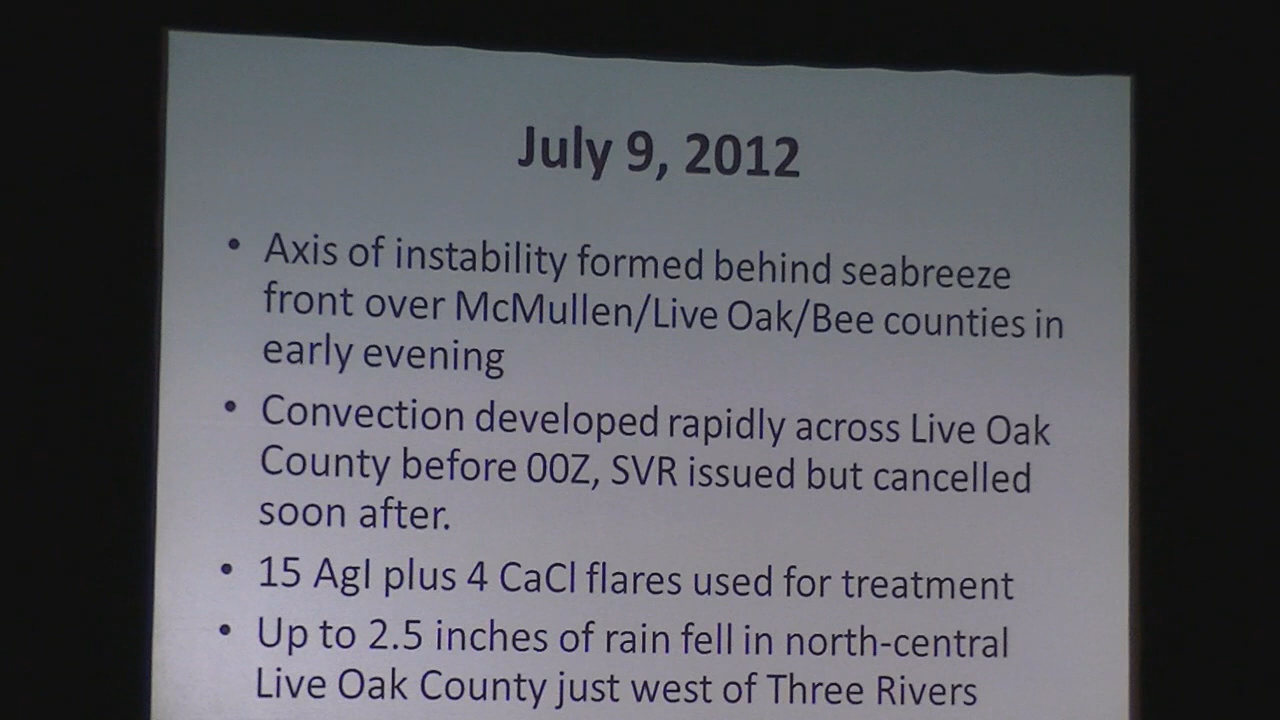 July 9, 2012
• Axis of instability formed behind seabreeze
front over McMullen/Live Oak/Bee counties in
early evening
• Convection developed rapidly across Live Oak
County before 00Z, SVR issued but cancelled
soon after.
• 15 AgI plus 4 CaCl flares used for treatment
• Up to 2.5 inches of rain fell in north-central
Live Oak County just west of Three Rivers